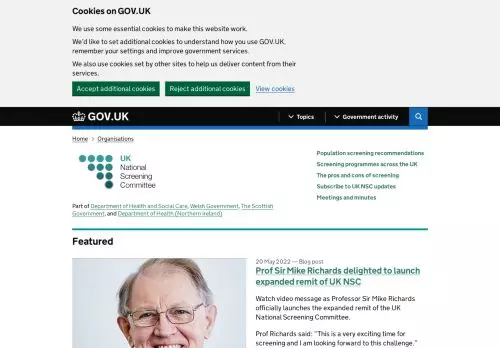 Cookies on GOV.UK
We use some essential cookies to make this website work.
We'd like to set additional cookies to understand how you use GOV.UK,
remember your settings and improve government services.
We also use cookies set by other sites to help us deliver content from their
services.
Accept additional cookies Reject additional cookies View cookies
GOV.UK Topics Government activity
Home > Organisations
UK
National
Screening
Committee
Population screening recommendations
Screening programmes across the UK
The pros and cons of screening
Subscribe to UK NSC updates
Meetings and minutes
Part of Department of Health and Social Care, Welsh Government, The Scottish
Government, and Department of Health (Northern Ireland)
Featured
20 May 2022 — Blog post
Prof Sir Mike Richards delighted to launch
expanded remit of UK NSC
Watch video message as Professor Sir Mike Richards
officially launches the expanded remit of the UK
National Screening Committee.
Prof Richards said: "This is a very exciting time for
screening and I am looking forward to this challenge."